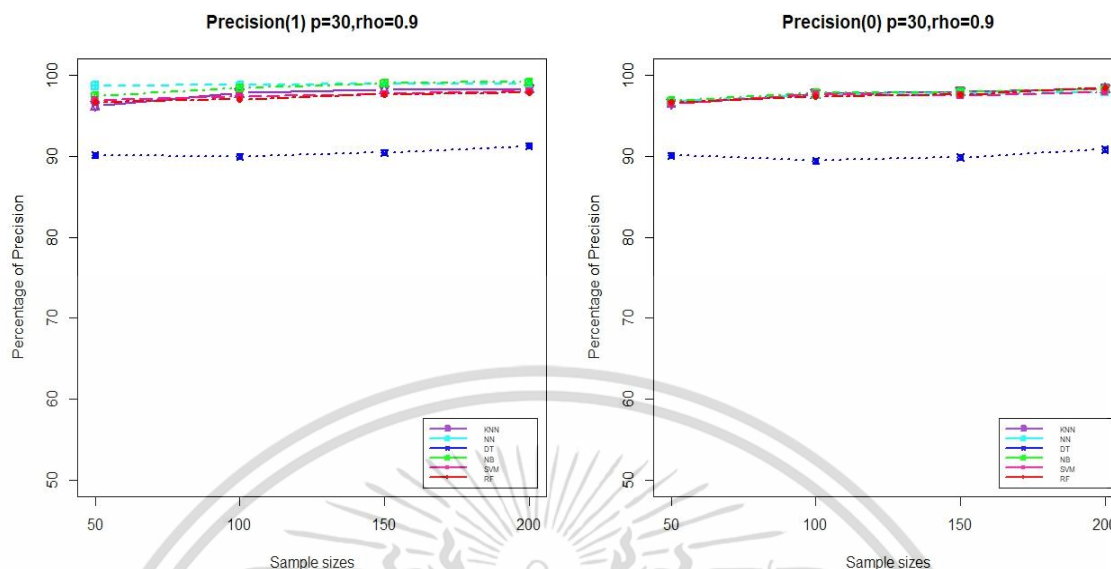 Precision(1) p=30,rho=0.9
Percentage of Precision
100
90
80
70
60
50
KNN
NN
DT
NB
SVM
RF
50 100 150 200
Sample sizes
Precision(0) p=30,rho=0.9
Percentage of Precision
100
90
80
70
60
50
KNN
NN
DT
NB
SVM
RF
50 100 150 200
Sample sizes